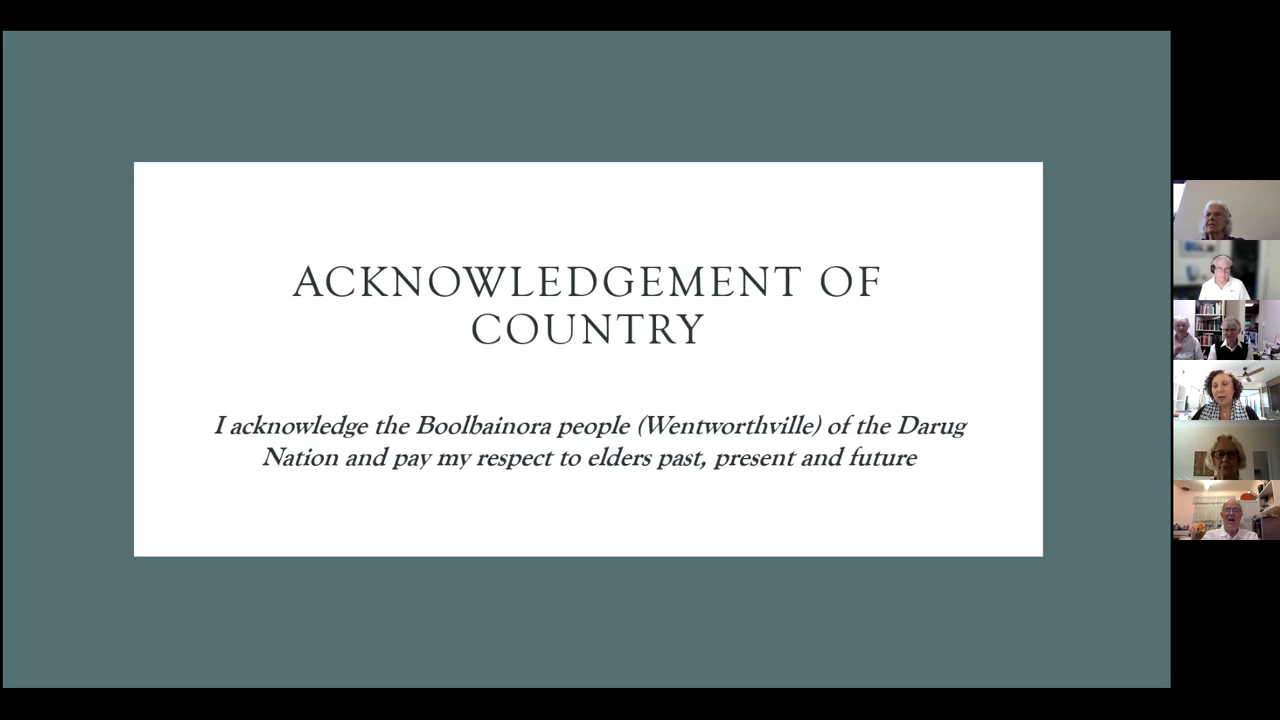 ACKNOWLEDGEMENT OF
COUNTRY
I acknowledge the Boolbainora people (Wentworthville) of the Darug
Nation and pay my respect to elders past, present and future